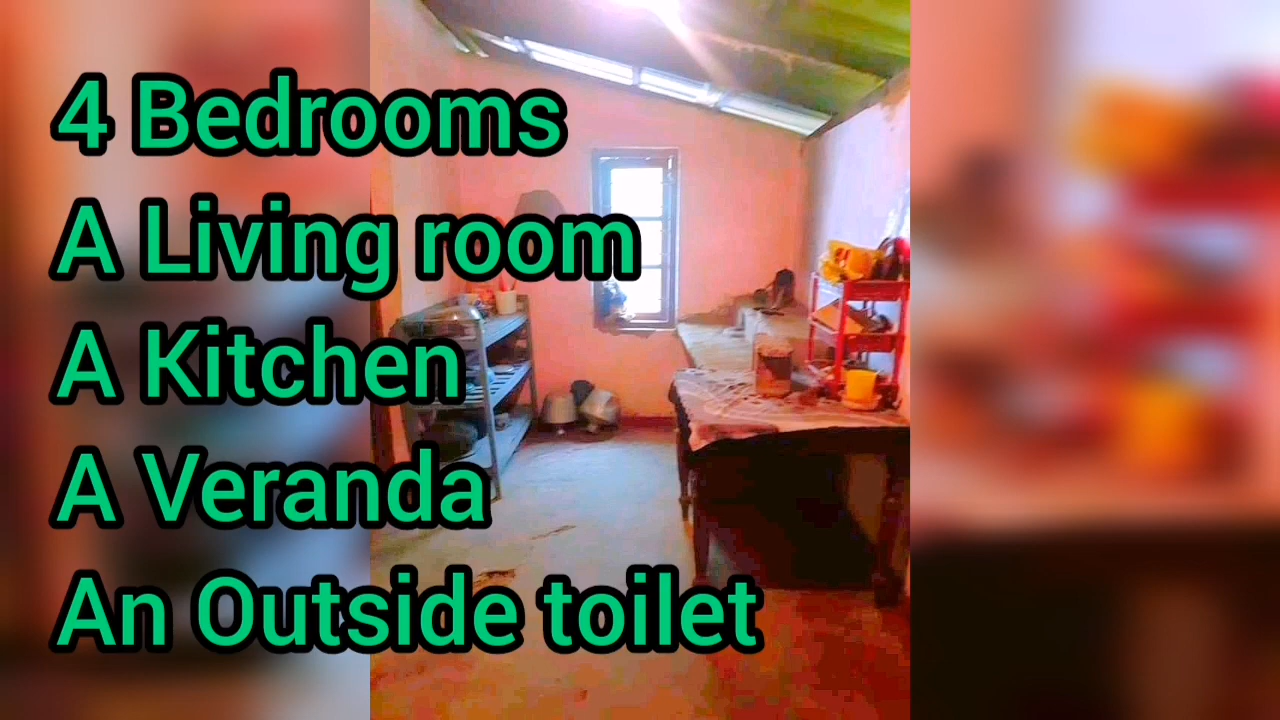 4 Bedrooms
A Living room
A Kitchen
A Veranda
An Outside toilet